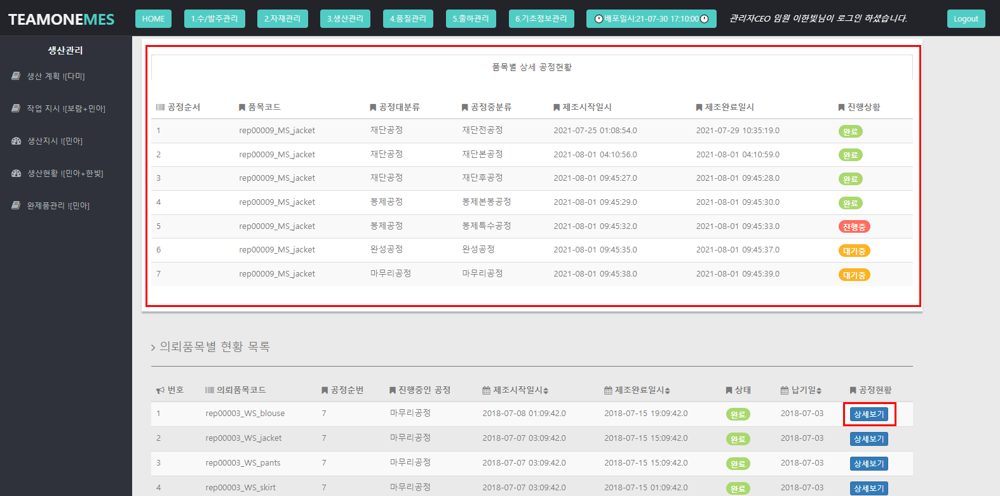 TEAMONEMES HOME 1.수/발주관리 2.자재관리 3.생산관리 4.품질관리 5.출하관리 6.기초정보관리 배포일시:21-07-30 17:10:00 관리자CEO 임원 이한빛님이 로그인 하셨습니다. Logout
생산관리
생산 계획 ![다미]
작업 지시 ![보람+민아]
생산지시 ![민아]
생산현황 ![민아+한빛]
완제품관리 ![민아]
품목별 상세 공정현황
공정순서 품목코드 공정대분류 공정중분류 제조시작일시 제조완료일시 진행상황
1 rep00009_MS_jacket 재단공정 재단전공정 2021-07-25 01:08:54.0 2021-07-29 10:35:19.0 완료
2 rep00009_MS_jacket 재단공정 재단본공정 2021-08-01 04:10:56.0 2021-08-01 04:10:59.0 완료
3 rep00009_MS_jacket 재단공정 재단후공정 2021-08-01 09:45:27.0 2021-08-01 09:45:28.0 완료
4 rep00009_MS_jacket 봉제공정 봉제본봉공정 2021-08-01 09:45:29.0 2021-08-01 09:45:30.0 완료
5 rep00009_MS_jacket 봉제공정 봉제특수공정 2021-08-01 09:45:32.0 2021-08-01 09:45:33.0 진행중
6 rep00009_MS_jacket 완성공정 완성공정 2021-08-01 09:45:35.0 2021-08-01 09:45:37.0 대기중
7 rep00009_MS_jacket 마무리공정 마무리공정 2021-08-01 09:45:38.0 2021-08-01 09:45:39.0 대기중
> 의뢰품목별 현황 목록
번호 의뢰품목코드 공정순번 진행중인 공정 제조시작일시 제조완료일시 상태 납기일 공정현황
1 rep00003_WS_blouse 7 마무리공정 2018-07-08 01:09:42.0 2018-07-15 19:09:42.0 완료 2018-07-03 상세보기
2 rep00003_WS_jacket 7 마무리공정 2018-07-07 03:09:42.0 2018-07-15 15:09:42.0 완료 2018-07-03 상세보기
3 rep00003_WS_pants 7 마무리공정 2018-07-07 03:09:42.0 2018-07-15 15:09:42.0 완료 2018-07-03 상세보기
4 rep00003_WS_skirt 7 마무리공정 2018-07-03 07:09:42.0 2018-07-15 01:09:42.0 완료 2018-07-03 상세보기